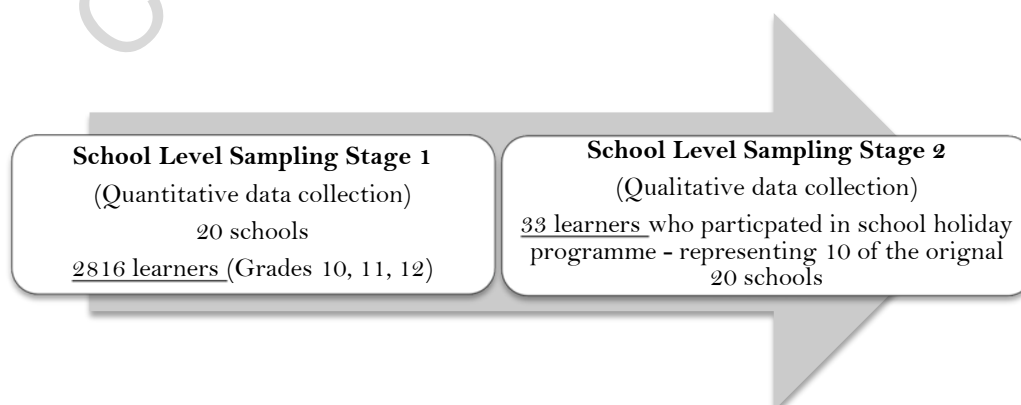 School Level Sampling Stage 1
(Quantitative data collection)
20 schools
2816 learners (Grades 10, 11, 12)
School Level Sampling Stage 2
(Qualitative data collection)
33 learners who particpated in school holiday
programme - representing 10 of the orignal
20 schools